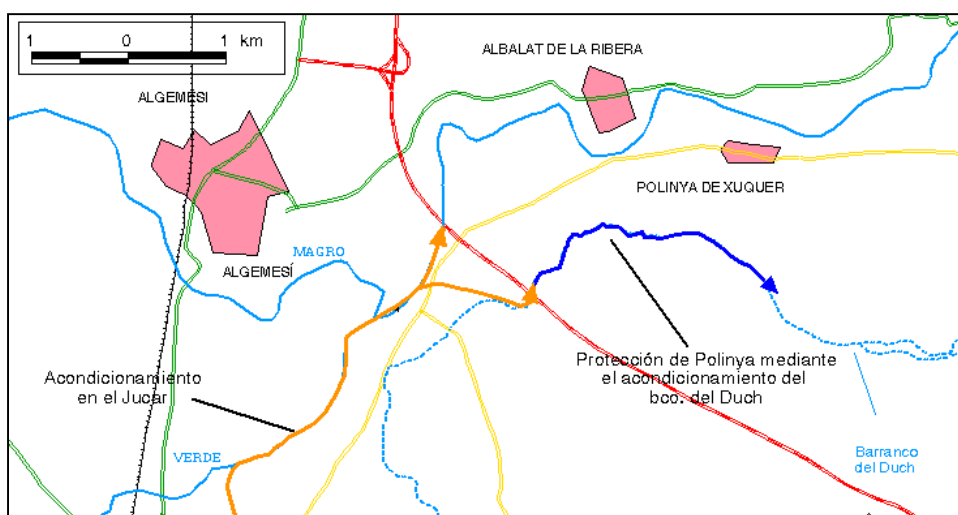 1 0 1 km
ALBALAT DE LA RIBERA
ALGEMESI
POLINYA DE XUQUER
MAGRO
ALGEMESÍ
Acondicionamiento
en el Jucar
Protección de Polinya mediante
el acondicionamiento del
bco. del Duch
VERDE
Barranco
del Duch